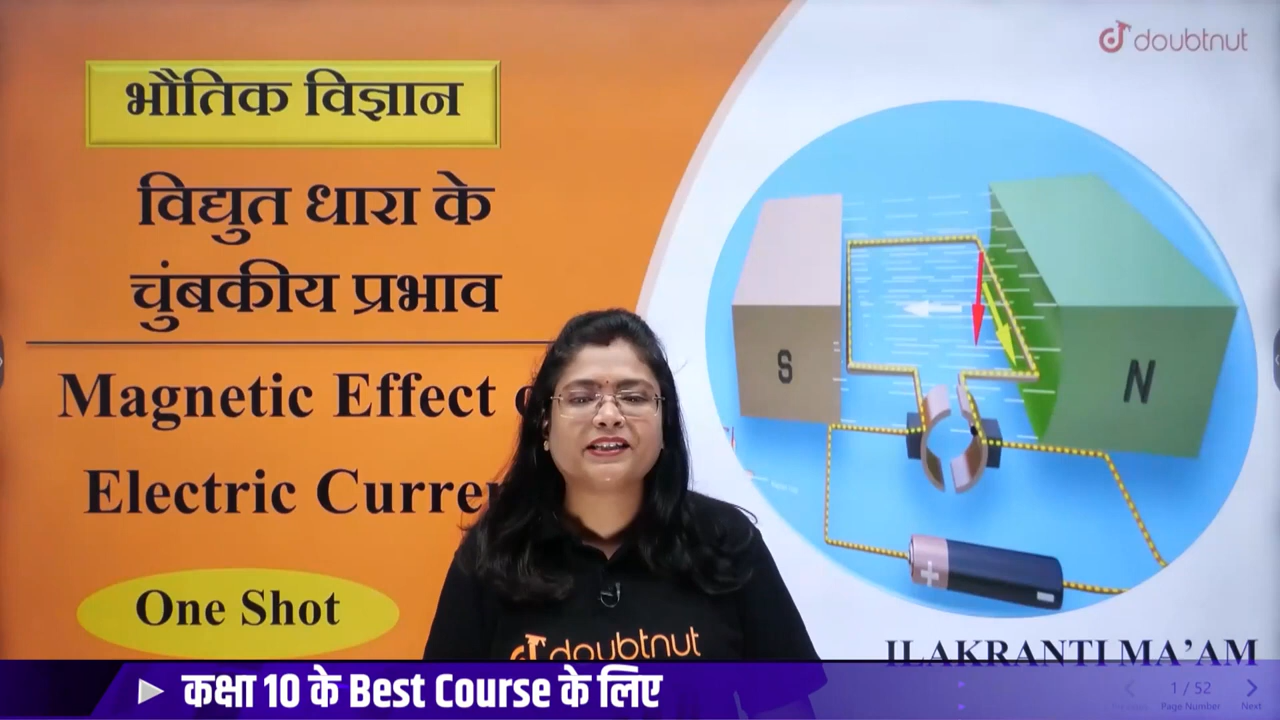 doubtnut
भौतिक विज्ञान
विद्युत धारा के
चुंबकीय प्रभाव
Magnetic Effect
Electric Curre
One Shot
S
N
doubtnut
ILAKRANTI MA'AM
कक्षा 10 के Best Course के लिए
1 / 52
Page Number
Next